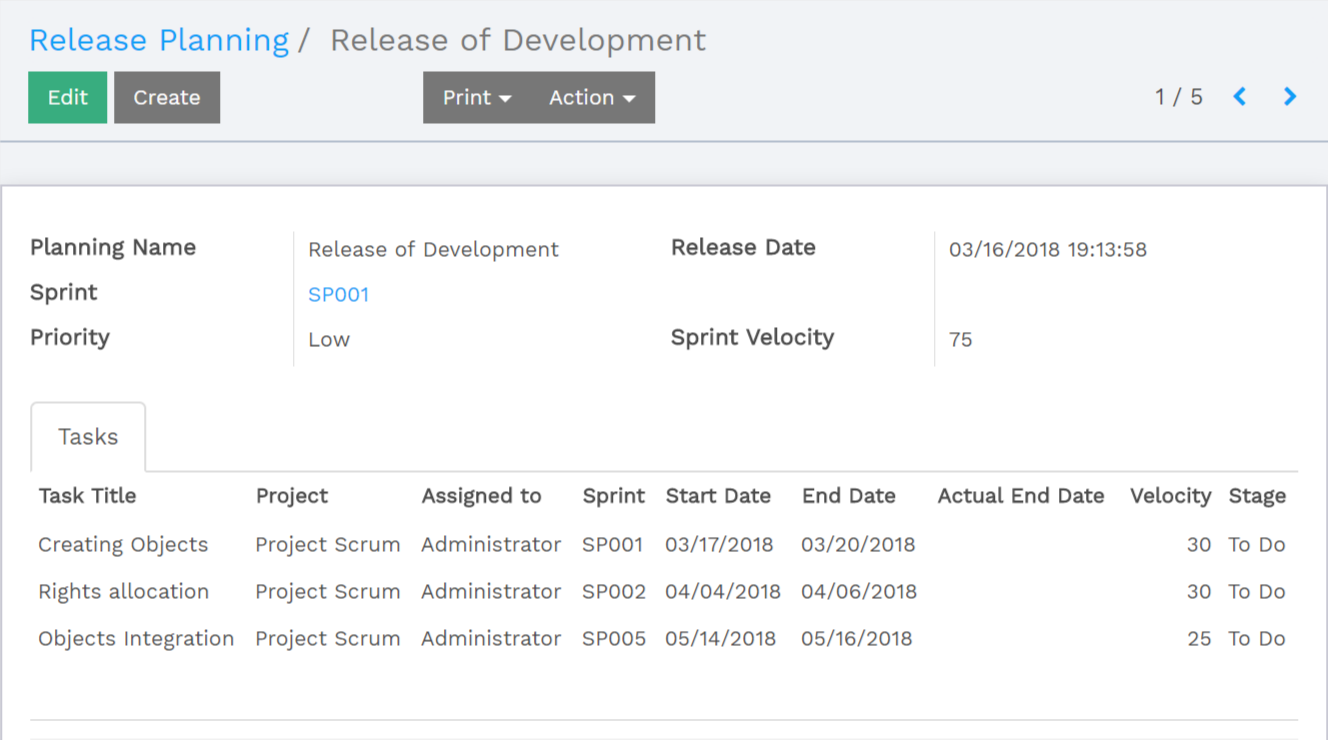 Release Planning / Release of Development
Edit Create Print Action 1 / 5
Planning Name Release of Development Release Date 03/16/2018 19:13:58
Sprint SP001
Priority Low Sprint Velocity 75
Tasks
Task Title Project Assigned to Sprint Start Date End Date Actual End Date Velocity Stage
Creating Objects Project Scrum Administrator SP001 03/17/2018 03/20/2018 30 To Do
Rights allocation Project Scrum Administrator SP002 04/04/2018 04/06/2018 30 To Do
Objects Integration Project Scrum Administrator SP005 05/14/2018 05/16/2018 25 To Do